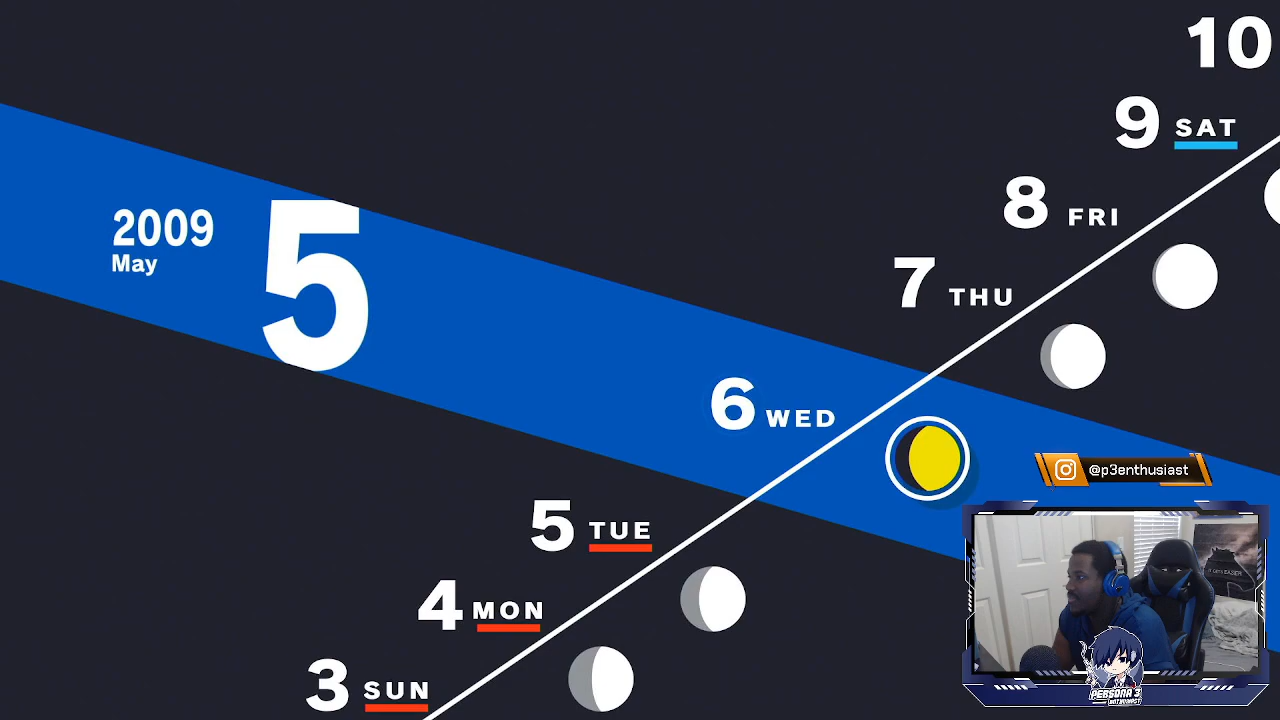 10
9 SAT
8 FRI
2009
May
5
7 THU
6 WED
@p3enthusiast
5 TUE
4 MON
3 SUN
PERSONA 3
ENTHUSIAST